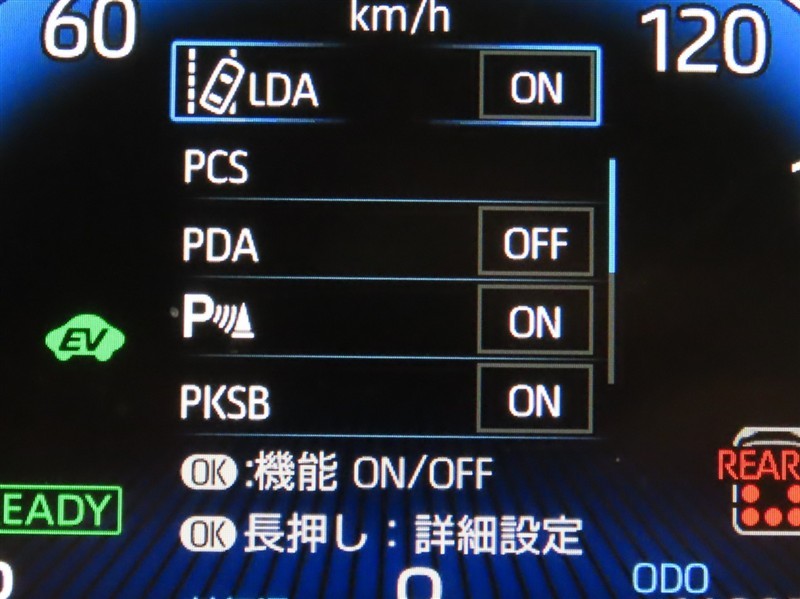 60 km/h 120
LDA ON
PCS
PDA OFF
P ON
EV
PKSB ON
OK :機能 ON/OFF
REAR
EADY
OK 長押し：詳細設定
0
ODO